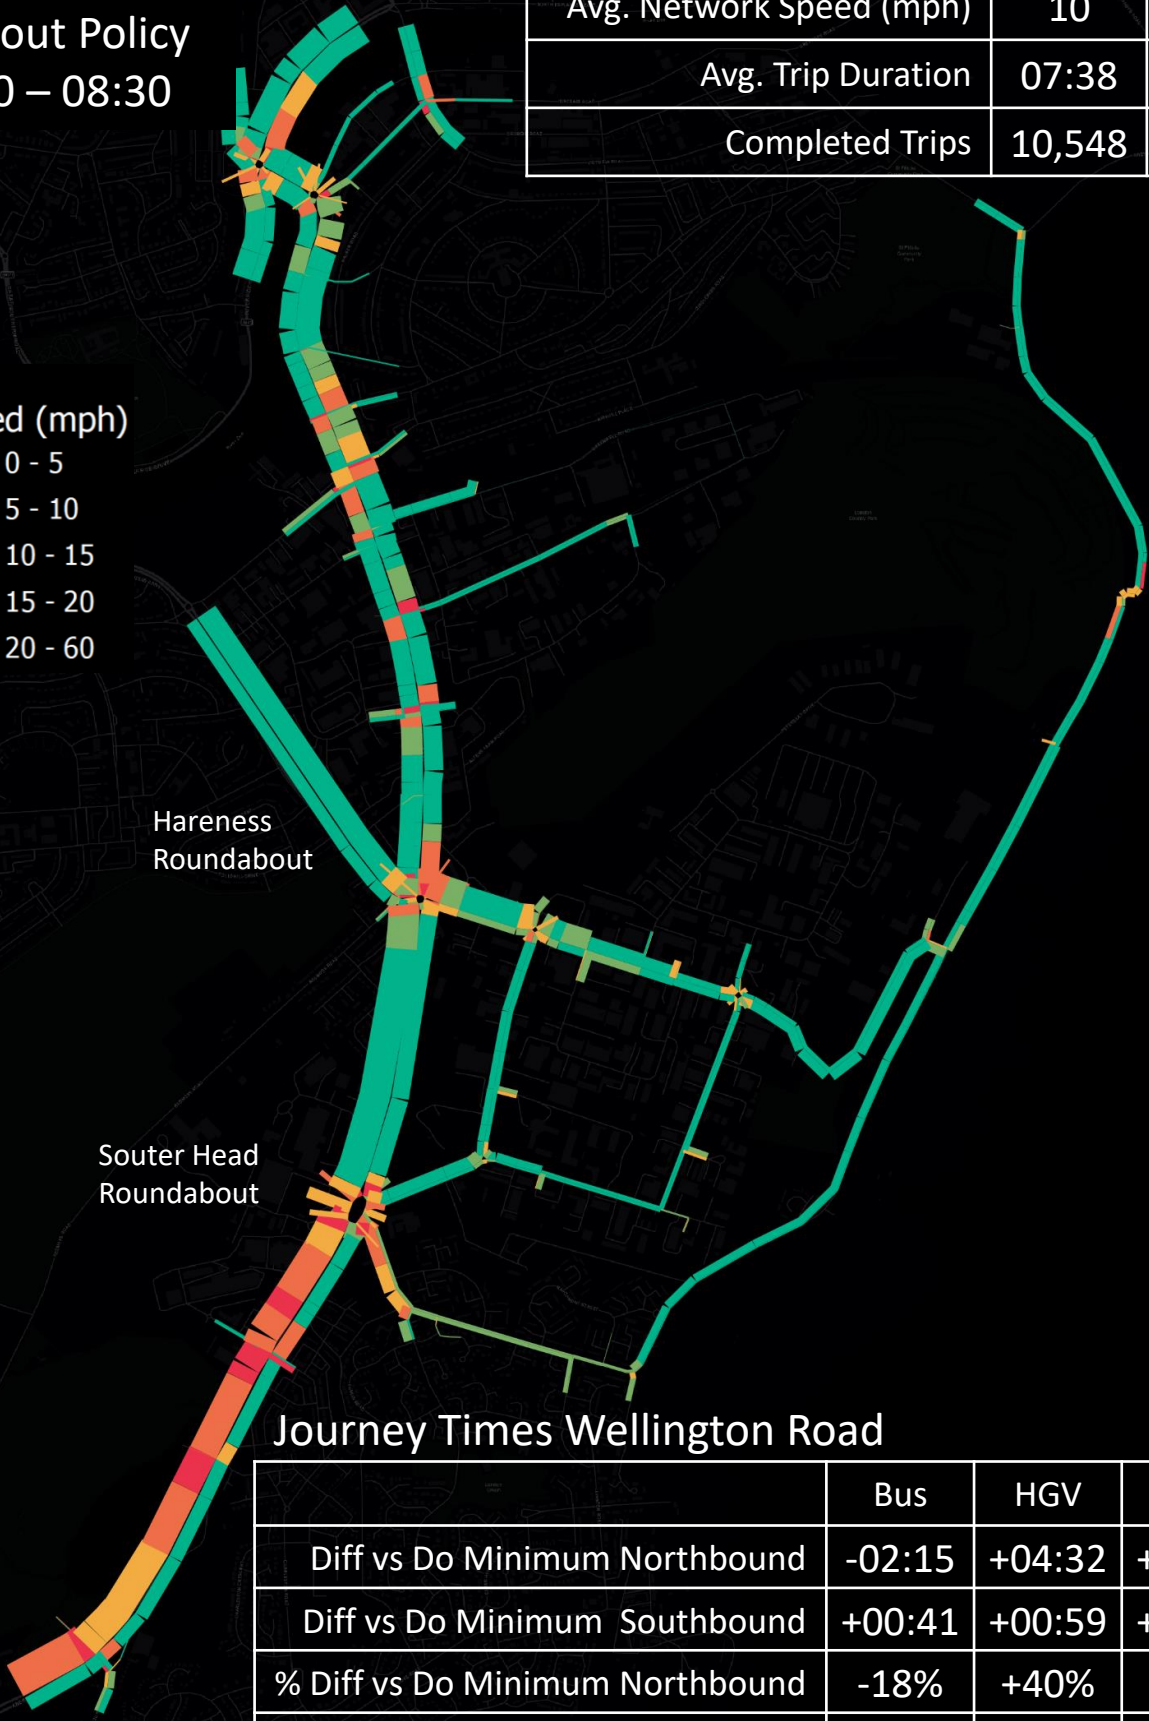 out Policy
0 – 08:30
Avg. Network Speed (mph) 10
Avg. Trip Duration 07:38
Completed Trips 10,548
ed (mph)
0 - 5
5 - 10
10 - 15
15 - 20
20 - 60
Hareness
Roundabout
Souter Head
Roundabout
Journey Times Wellington Road
Bus HGV
Diff vs Do Minimum Northbound -02:15 +04:32 +
Diff vs Do Minimum Southbound +00:41 +00:59 +
% Diff vs Do Minimum Northbound -18% +40%